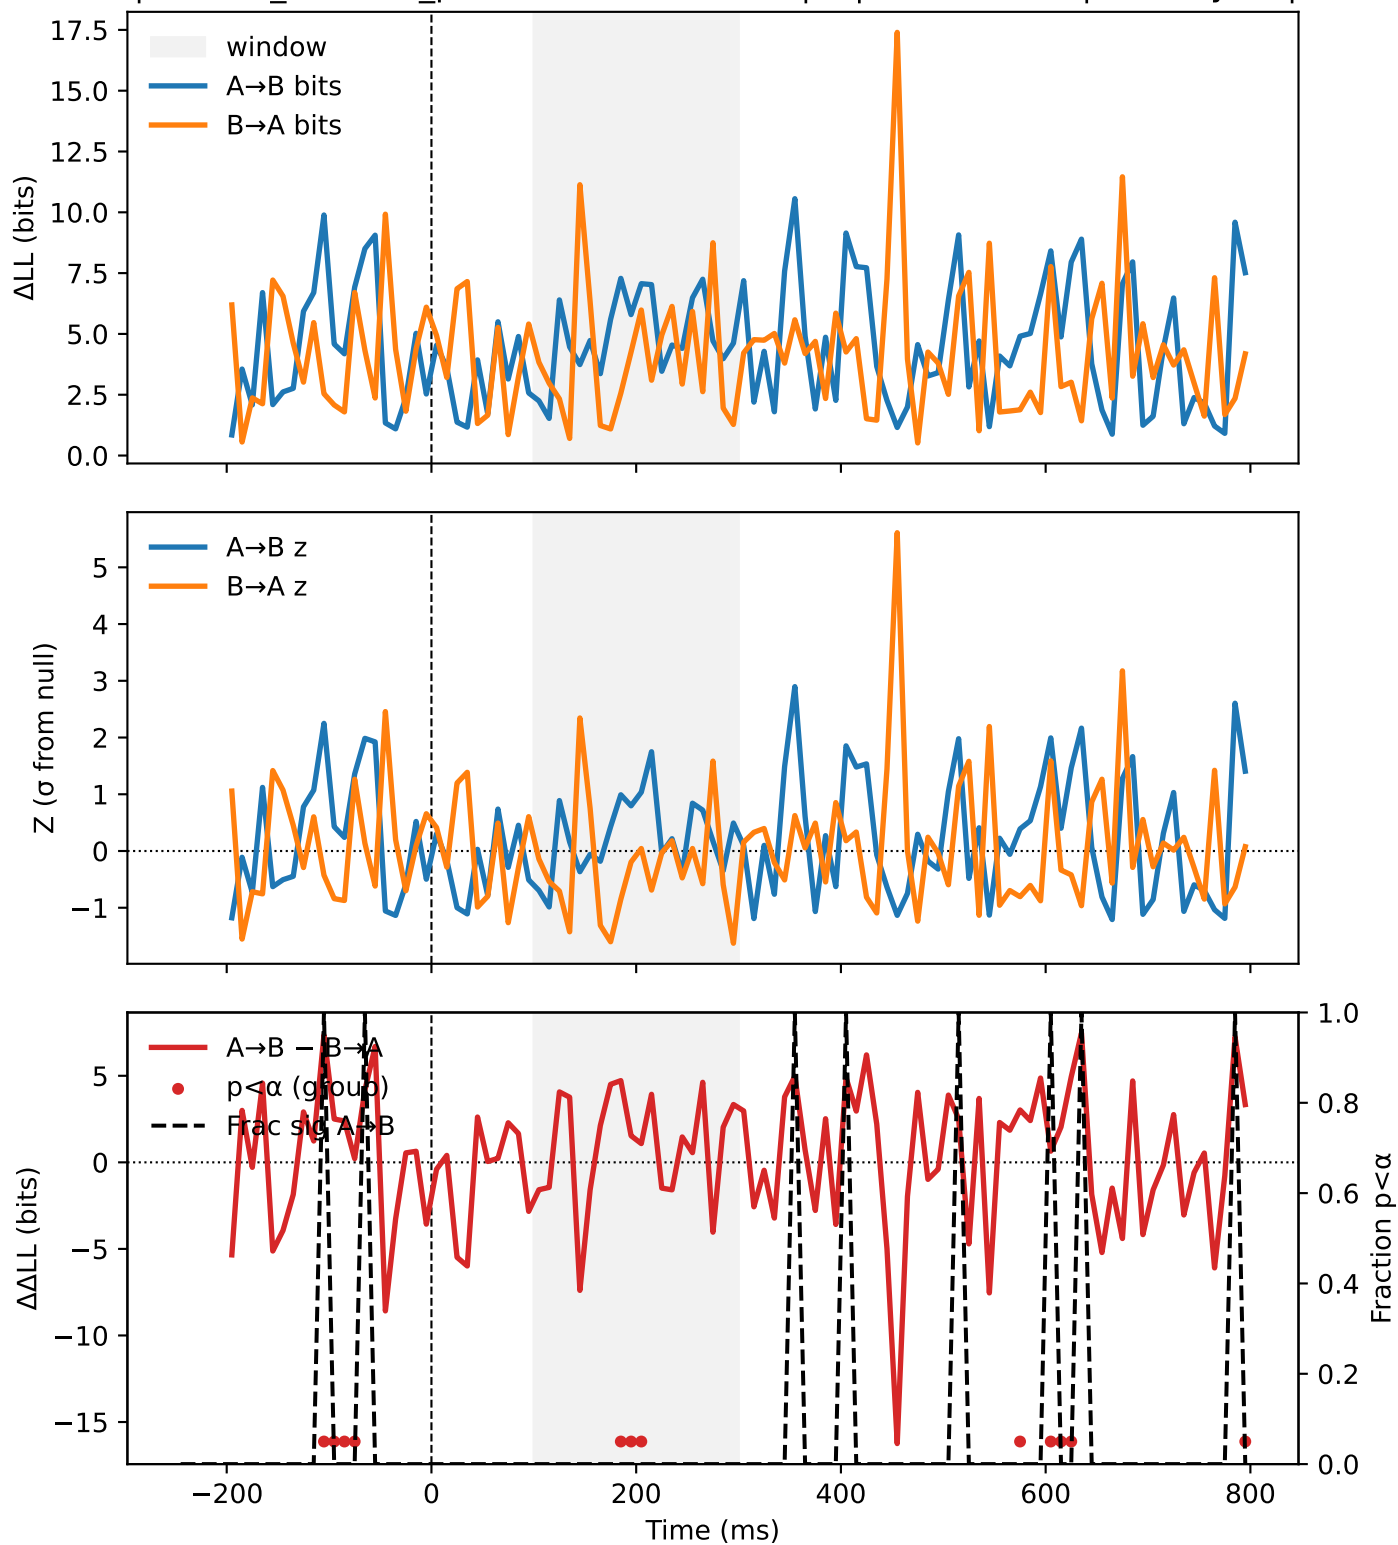 17.5
15.0
12.5
10.0
7.5
5.0
2.5
0.0
ΔLL (bits)
window
A→B bits
B→A bits
5
4
3
2
1
0
−1
Z (σ from null)
A→B z
B→A z
5
0
−5
−10
−15
ΔΔLL (bits)
A→B − B→A
p<α (group)
Frac sig A→B
1.0
0.8
0.6
0.4
0.2
0.0
Fraction p<α
−200
0
200
400
600
800
Time (ms)